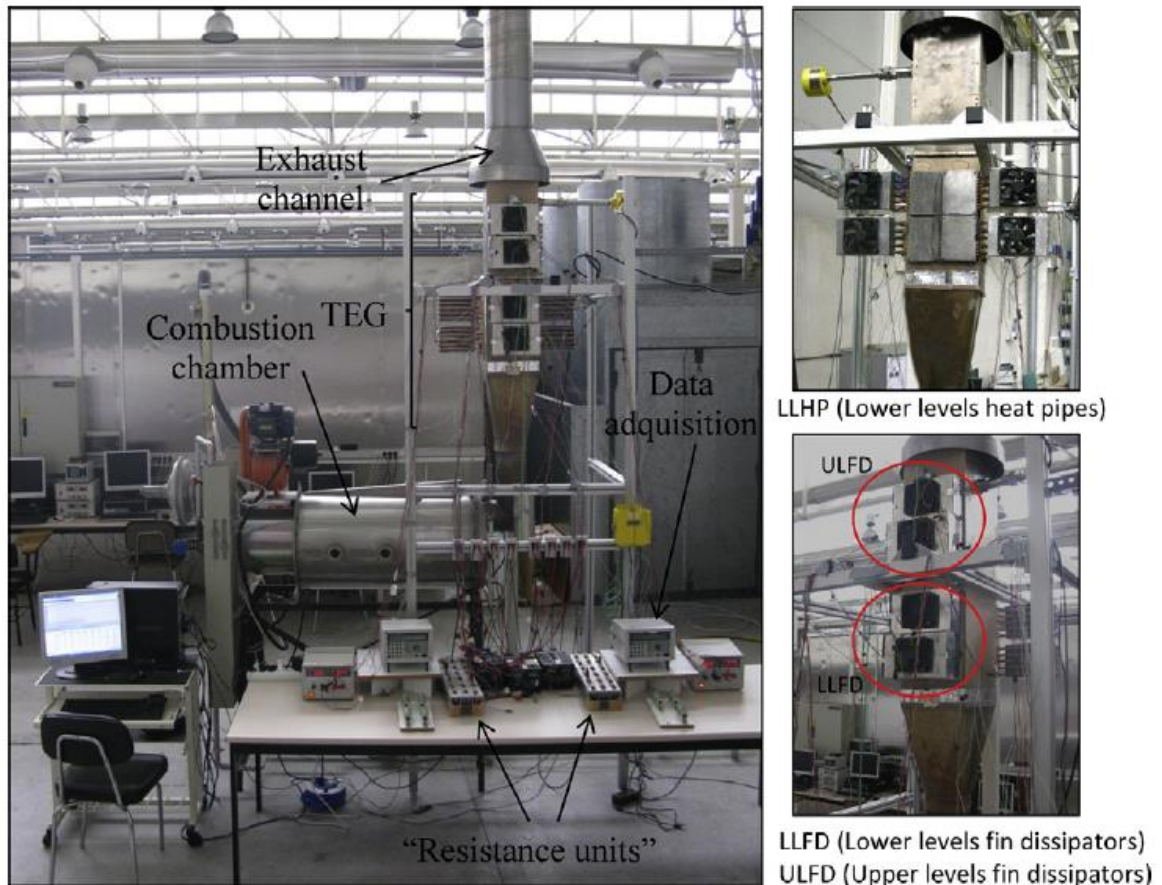 Exhaust
channel
TEG
Combustion
chamber
Data
adquisition
“Resistance units”
LLHP (Lower levels heat pipes)
ULFD
LLFD
LLFD (Lower levels fin dissipators)
ULFD (Upper levels fin dissipators)